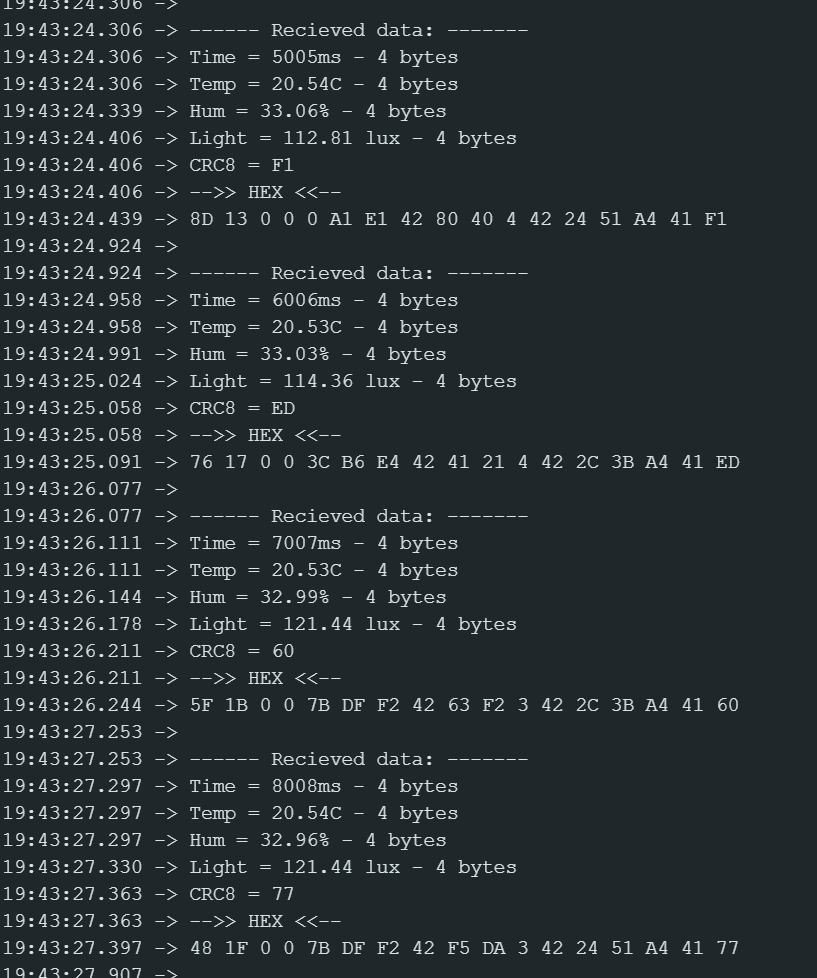 19:43:24.306 ->
19:43:24.306 -> ------ Recieved data: -------
19:43:24.306 -> Time = 5005ms - 4 bytes
19:43:24.306 -> Temp = 20.54C - 4 bytes
19:43:24.339 -> Hum = 33.06% - 4 bytes
19:43:24.406 -> Light = 112.81 lux - 4 bytes
19:43:24.406 -> CRC8 = F1
19:43:24.406 -> -->> HEX <<--
19:43:24.439 -> 8D 13 0 0 0 A1 E1 42 80 40 4 42 24 51 A4 41 F1
19:43:24.924 ->
19:43:24.924 -> ------ Recieved data: -------
19:43:24.958 -> Time = 6006ms - 4 bytes
19:43:24.958 -> Temp = 20.53C - 4 bytes
19:43:24.991 -> Hum = 33.03% - 4 bytes
19:43:25.024 -> Light = 114.36 lux - 4 bytes
19:43:25.058 -> CRC8 = ED
19:43:25.058 -> -->> HEX <<--
19:43:25.091 -> 76 17 0 0 3C B6 E4 42 41 21 4 42 2C 3B A4 41 ED
19:43:26.077 ->
19:43:26.077 -> ------ Recieved data: -------
19:43:26.111 -> Time = 7007ms - 4 bytes
19:43:26.111 -> Temp = 20.53C - 4 bytes
19:43:26.144 -> Hum = 32.99% - 4 bytes
19:43:26.178 -> Light = 121.44 lux - 4 bytes
19:43:26.211 -> CRC8 = 60
19:43:26.211 -> -->> HEX <<--
19:43:26.244 -> 5F 1B 0 0 7B DF F2 42 63 F2 3 42 2C 3B A4 41 60
19:43:27.253 ->
19:43:27.253 -> ------ Recieved data: -------
19:43:27.297 -> Time = 8008ms - 4 bytes
19:43:27.297 -> Temp = 20.54C - 4 bytes
19:43:27.297 -> Hum = 32.96% - 4 bytes
19:43:27.330 -> Light = 121.44 lux - 4 bytes
19:43:27.363 -> CRC8 = 77
19:43:27.363 -> -->> HEX <<--
19:43:27.397 -> 48 1F 0 0 7B DF F2 42 F5 DA 3 42 24 51 A4 41 77
19:43:27.907 ->